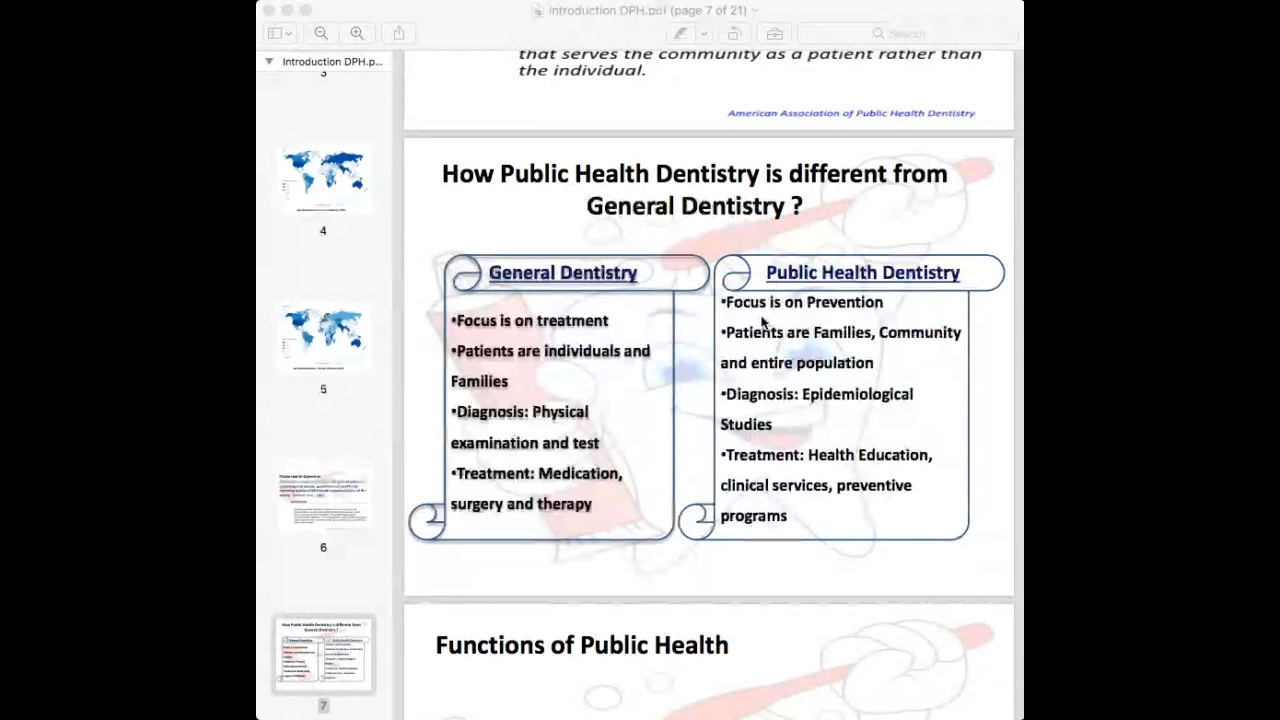 Introduction DPH.pdf (page 7 of 21)
Search
Introduction DPH.p...
3
4
5
6
7
that serves the community as a patient rather than
the individual.
American Association of Public Health Dentistry
How Public Health Dentistry is different from
General Dentistry ?
General Dentistry
•Focus is on treatment
•Patients are individuals and
Families
•Diagnosis: Physical
examination and test
•Treatment: Medication,
surgery and therapy
Public Health Dentistry
•Focus is on Prevention
•Patients are Families, Community
and entire population
•Diagnosis: Epidemiological
Studies
•Treatment: Health Education,
clinical services, preventive
programs
Functions of Public Health